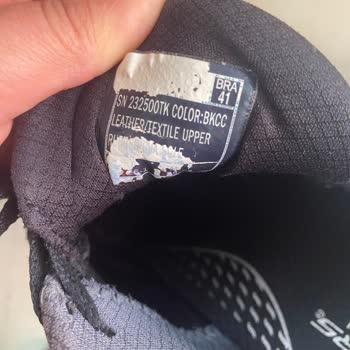 BRA
41
SN 232500TK COLOR:BKCC
LEATHER/TEXTILE UPPER
S